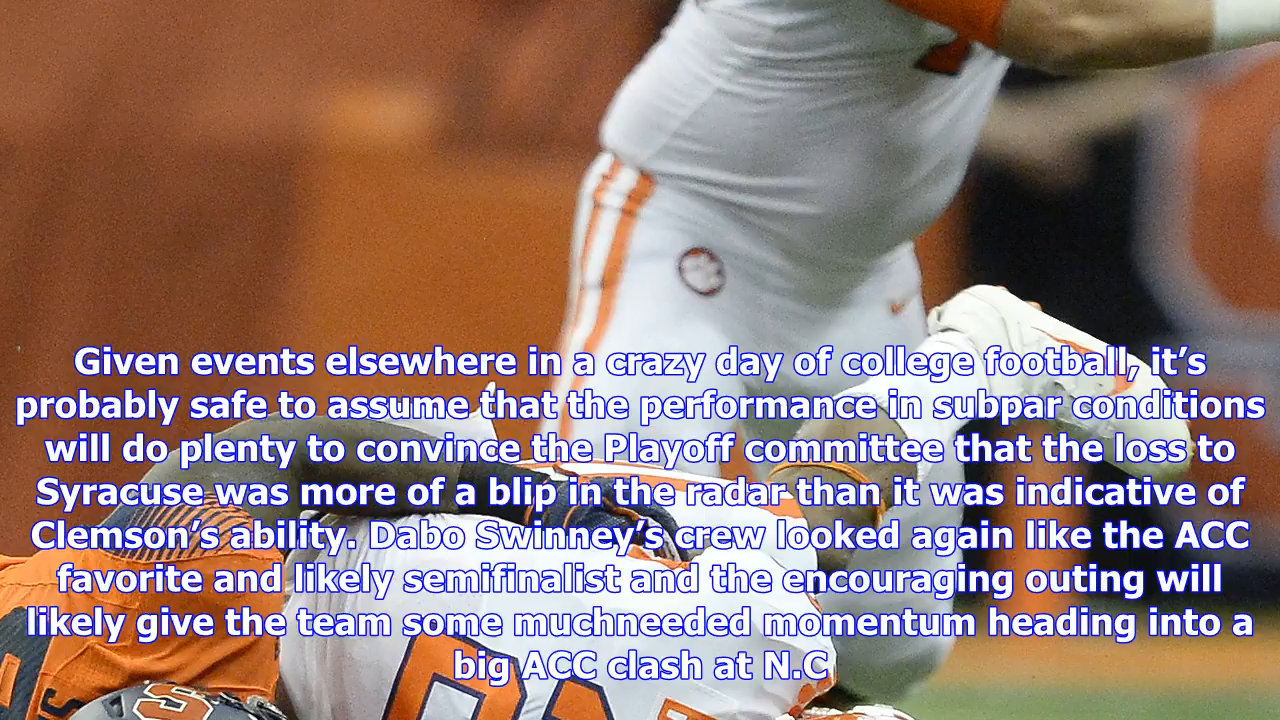 Given events elsewhere in a crazy day of college football, it’s
probably safe to assume that the performance in subpar conditions
will do plenty to convince the Playoff committee that the loss to
Syracuse was more of a blip in the radar than it was indicative of
Clemson’s ability. Dabo Swinney’s crew looked again like the ACC
favorite and likely semifinalist and the encouraging outing will
likely give the team some muchneeded momentum heading into a
big ACC clash at N.C
S